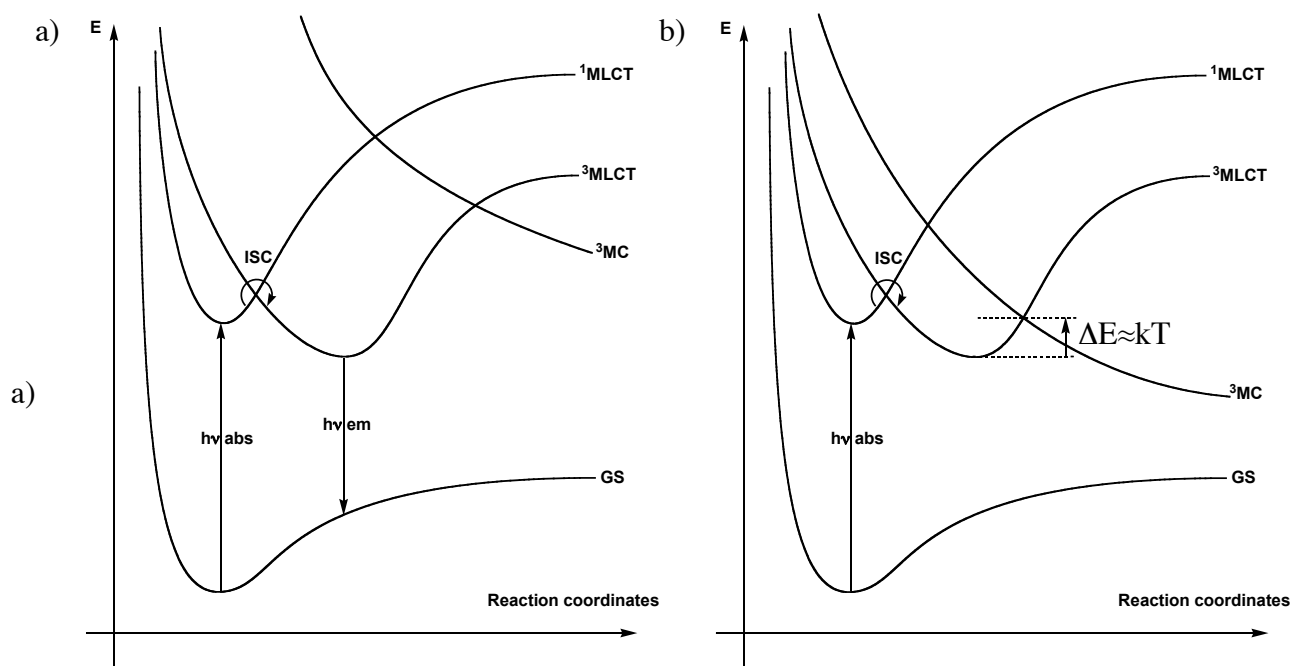 a)
E
¹MLCT
³MLCT
ISC
³MC
hν abs
hν em
GS
Reaction coordinates
b)
E
¹MLCT
³MLCT
ISC
ΔE≈kT
³MC
hν abs
GS
Reaction coordinates
a)